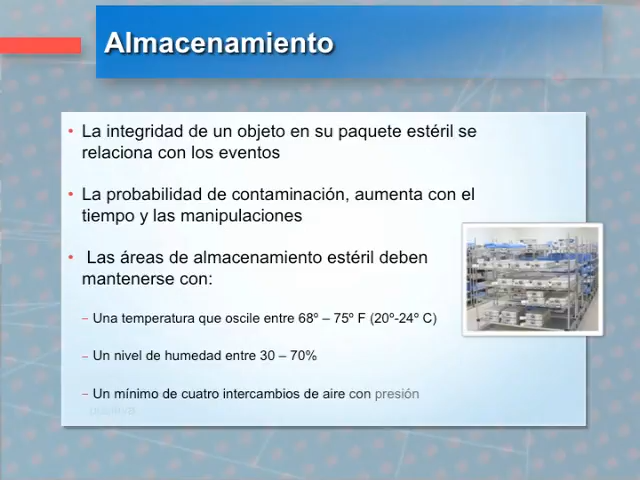 Almacenamiento
• La integridad de un objeto en su paquete estéril se
relaciona con los eventos
• La probabilidad de contaminación, aumenta con el
tiempo y las manipulaciones
• Las áreas de almacenamiento estéril deben
mantenerse con:
– Una temperatura que oscile entre 68º – 75º F (20º-24º C)
– Un nivel de humedad entre 30 – 70%
– Un mínimo de cuatro intercambios de aire con presión